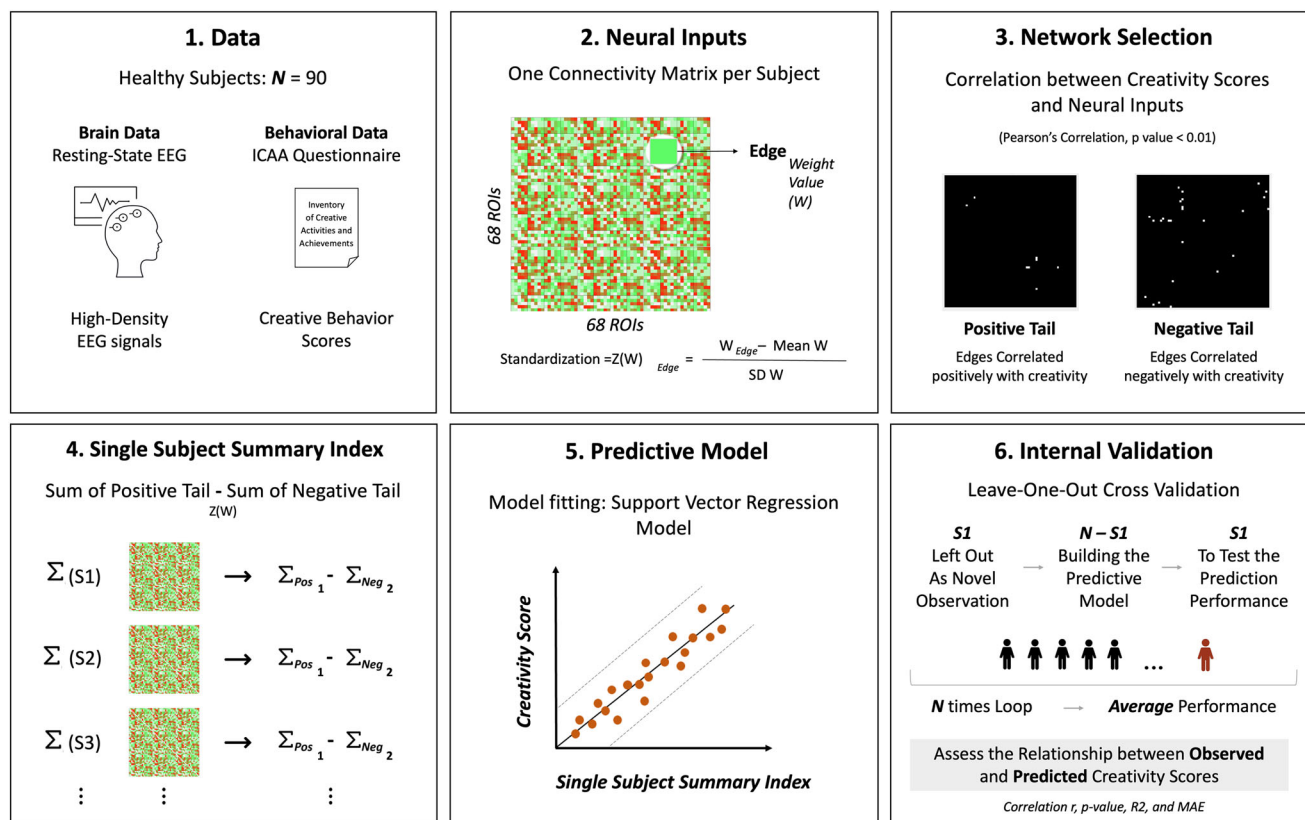 1. Data
Healthy Subjects: N = 90
Brain Data
Resting-State EEG
Behavioral Data
ICAA Questionnaire
Inventory
of Creative
Activities and
Achievements
High-Density
EEG signals
Creative Behavior
Scores
2. Neural Inputs
One Connectivity Matrix per Subject
Edge
Weight
Value
(W)
68 ROIs
68 ROIs
Standardization =Z(W) Edge = W Edge – Mean W
SD W
3. Network Selection
Correlation between Creativity Scores
and Neural Inputs
(Pearson's Correlation, p value < 0.01)
Positive Tail
Edges Correlated
positively with creativity
Negative Tail
Edges Correlated
negatively with creativity
4. Single Subject Summary Index
Sum of Positive Tail - Sum of Negative Tail
Z(W)
Σ (S1) → Σ Pos 1 - Σ Neg 2
Σ (S2) → Σ Pos 1 - Σ Neg 2
Σ (S3) → Σ Pos 1 - Σ Neg 2
⋮ ⋮ ⋮
5. Predictive Model
Model fitting: Support Vector Regression
Model
Creativity Score
Single Subject Summary Index
6. Internal Validation
Leave-One-Out Cross Validation
S1
Left Out
As Novel
Observation
N – S1
Building the
Predictive
Model
S1
To Test the
Prediction
Performance
...
N times Loop → Average Performance
Assess the Relationship between Observed
and Predicted Creativity Scores
Correlation r, p-value, R2, and MAE